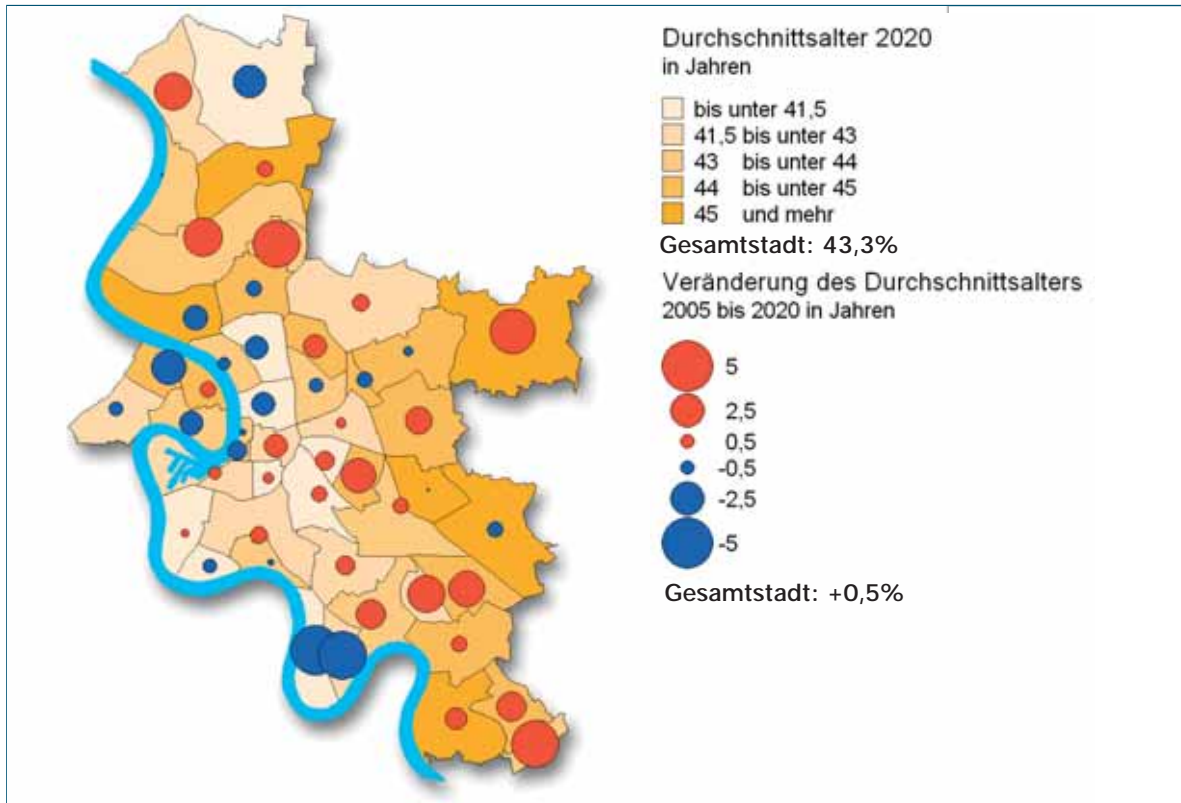 Durchschnittsalter 2020
in Jahren
bis unter 41,5
41,5 bis unter 43
43 bis unter 44
44 bis unter 45
45 und mehr
Gesamtstadt: 43,3%
Veränderung des Durchschnittsalters
2005 bis 2020 in Jahren
5
2,5
0,5
-0,5
-2,5
-5
Gesamtstadt: +0,5%